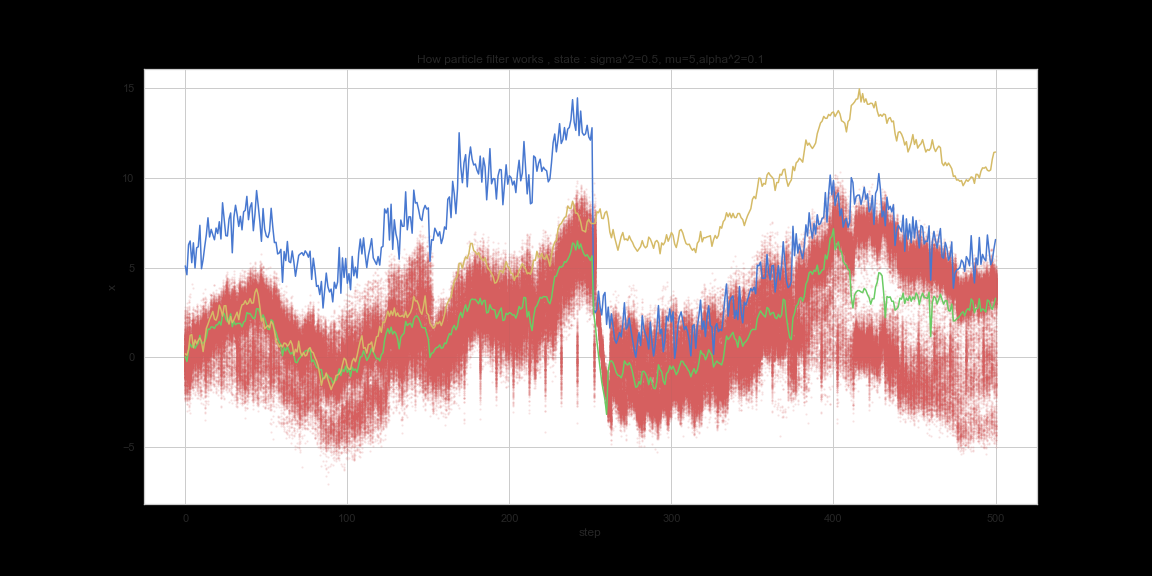 How particle filter works , state : sigma^2=0.5, mu=5,alpha^2=0.1
15
10
5
0
−5
x
0 100 200 300 400 500
step